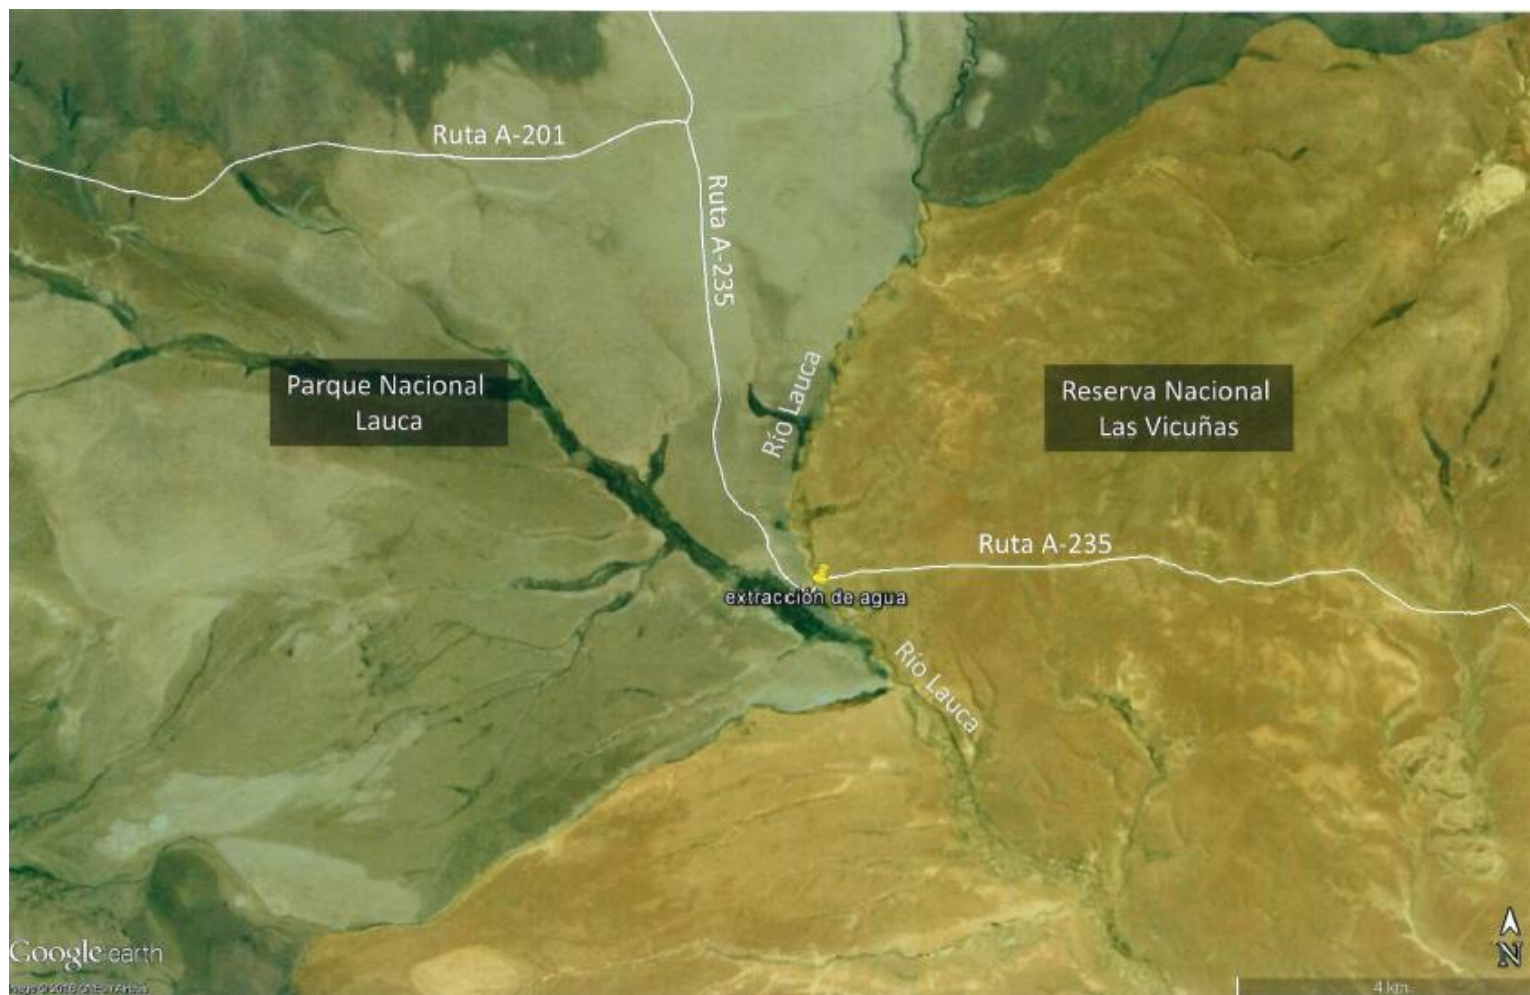 Ruta A-201
Ruta A-235
Río Lauca
Parque Nacional
Lauca
Reserva Nacional
Las Vicuñas
Ruta A-235
extracción de agua
Río Lauca
Google earth
N
4 km